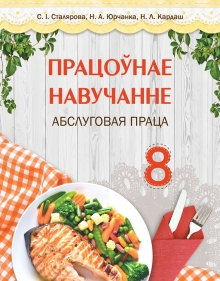 С. І. Сталярова, Н. А. Юрчанка, Н. Л. Кардаш
ПРАЦОЎНАЕ
НАВУЧАННЕ
АБСЛУГОВАЯ ПРАЦА
8